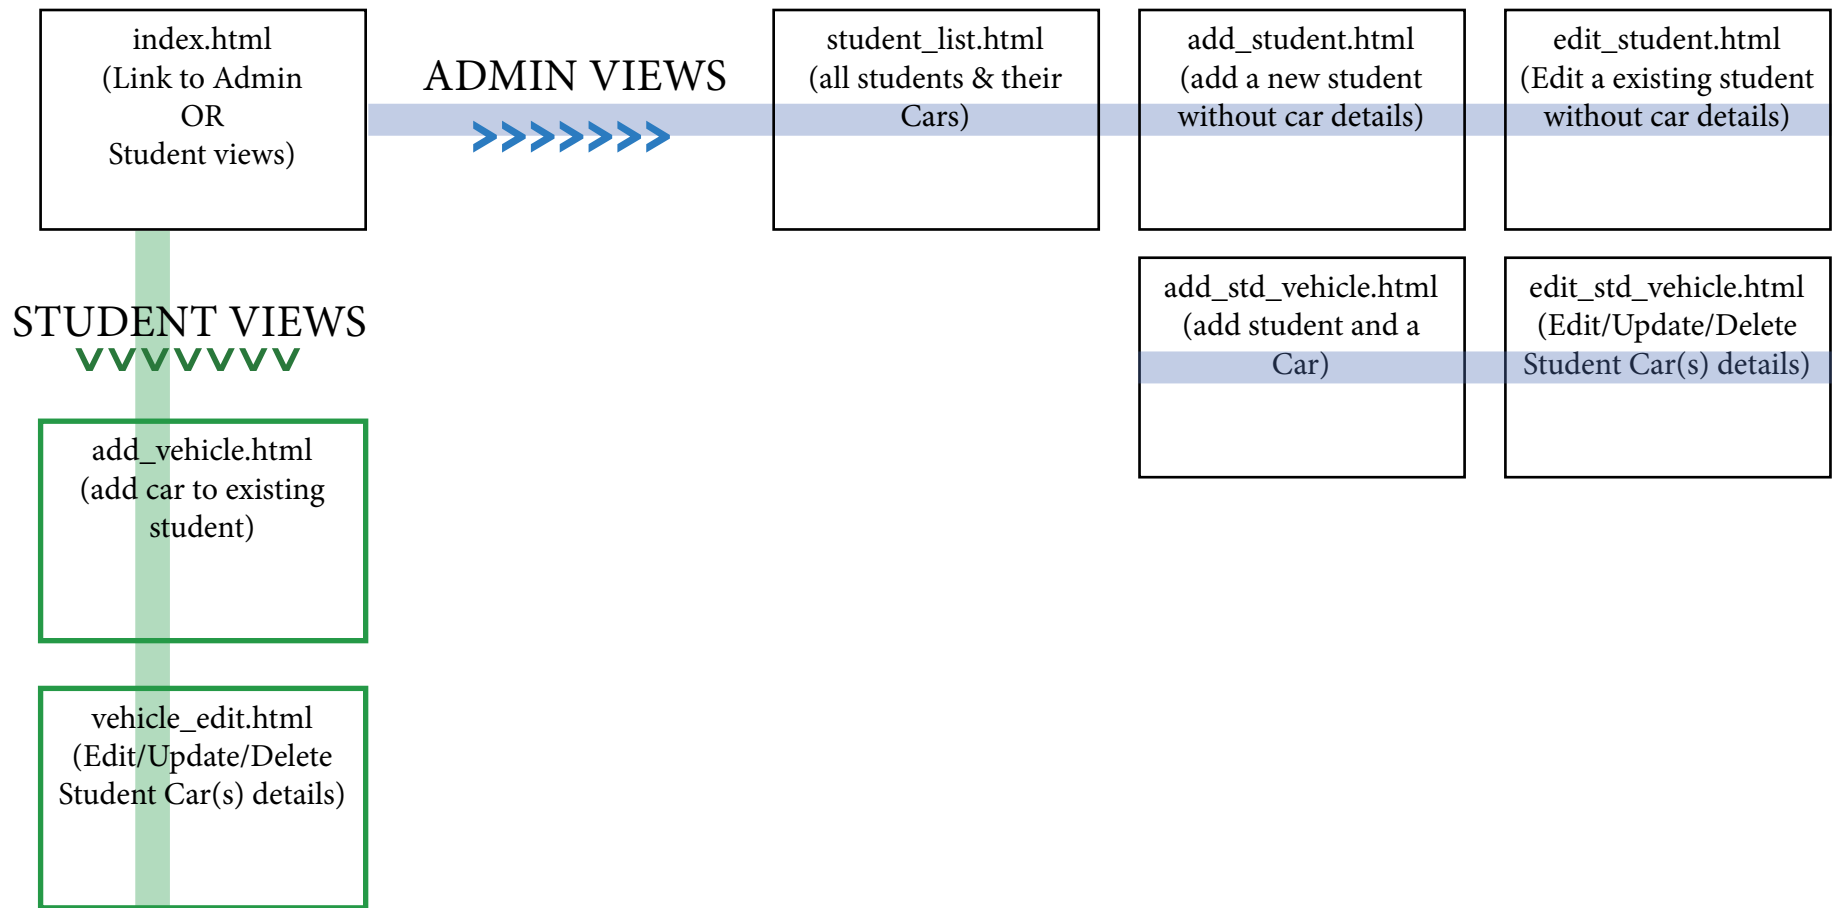 index.html
(Link to Admin
OR
Student views)
ADMIN VIEWS
>>>>>>>
student_list.html
(all students & their
Cars)
add_student.html
(add a new student
without car details)
edit_student.html
(Edit a existing student
without car details)
add_std_vehicle.html
(add student and a
Car)
edit_std_vehicle.html
(Edit/Update/Delete
Student Car(s) details)
STUDENT VIEWS
add_vehicle.html
(add car to existing
student)
vehicle_edit.html
(Edit/Update/Delete
Student Car(s) details)